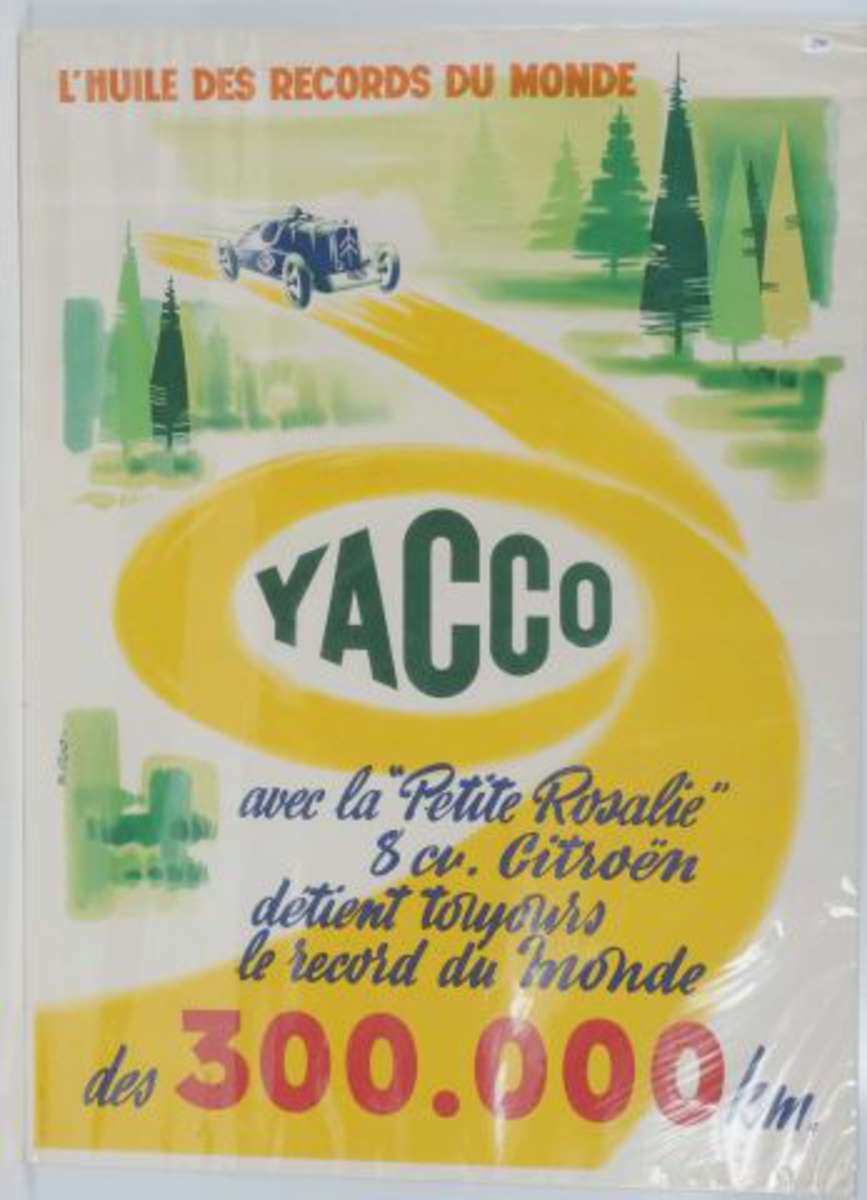 L'HUILE DES RECORDS DU MONDE
YACCO
avec la "Petite Rosalie"
8 cv. Citroën
détient toujours
le record du Monde
des 300.000 km.